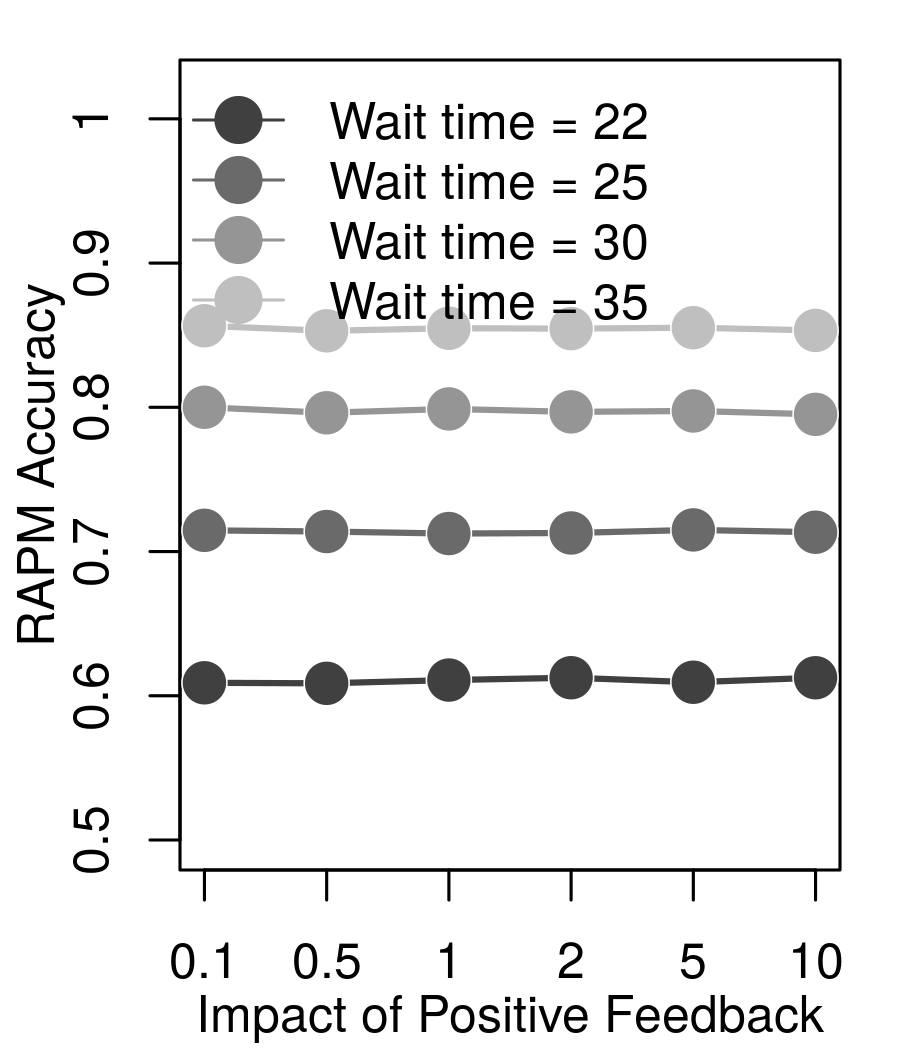 Wait time = 22
Wait time = 25
Wait time = 30
Wait time = 35
RAPM Accuracy
1
0.9
0.8
0.7
0.6
0.5
0.1 0.5 1 2 5 10
Impact of Positive Feedback